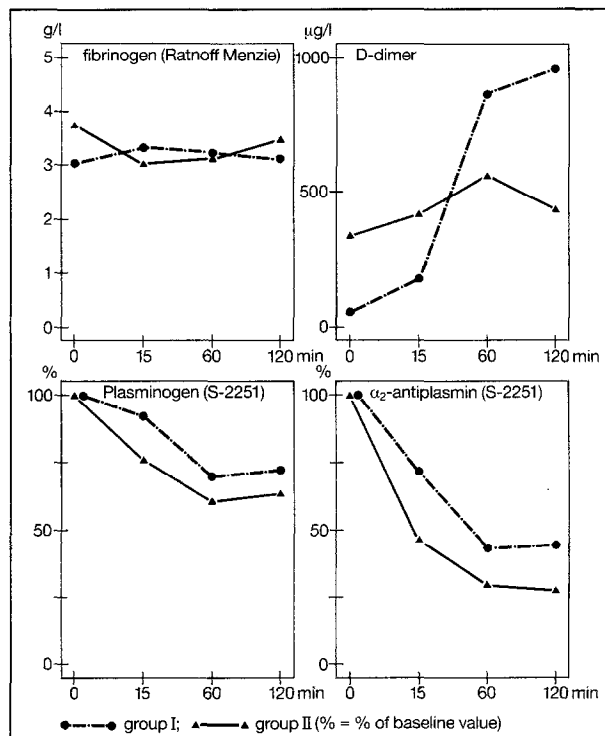 g/l
fibrinogen (Ratnoff Menzie)
5
4
3
2
1
0
0 15 60 120 min
µg/l
D-dimer
1000
500
0
0 15 60 120 min
%
Plasminogen (S-2251)
100
50
0
0 15 60 120 min
%
α₂-antiplasmin (S-2251)
100
50
0
0 15 60 120 min
group I; group II (% = % of baseline value)